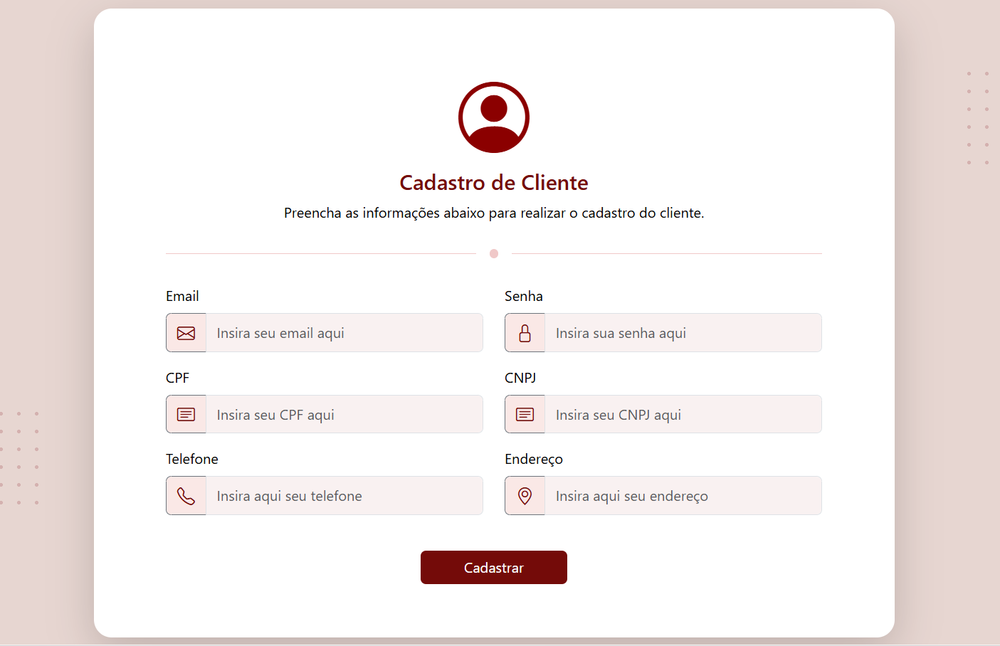 Cadastro de Cliente
Preencha as informações abaixo para realizar o cadastro do cliente.
Email
Senha
Insira seu email aqui
Insira sua senha aqui
CPF
CNPJ
Insira seu CPF aqui
Insira seu CNPJ aqui
Telefone
Endereço
Insira aqui seu telefone
Insira aqui seu endereço
Cadastrar